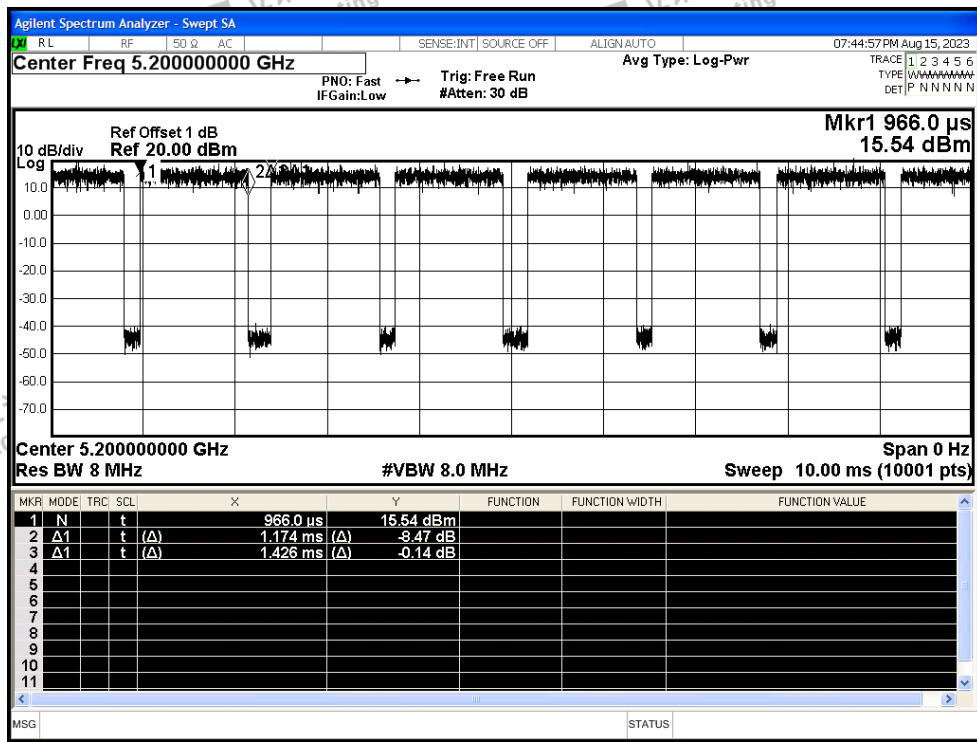 Agilent Spectrum Analyzer - Swept SA
LXI RL RF 50 Ω AC SENSE:INT SOURCE OFF ALIGN AUTO 07:44:57 PM Aug 15, 2023
Center Freq 5.200000000 GHz Avg Type: Log-Pwr TRACE 1 2 3 4 5 6
PNO: Fast Trig: Free Run TYPE WWWWWW
IFGain:Low #Atten: 30 dB DET P N N N N N
Mkr1 966.0 µs
Ref Offset 1 dB
10 dB/div Ref 20.00 dBm 15.54 dBm
Log
1 2Δ1
10.0
0.00
-10.0
-20.0
-30.0
-40.0
-50.0
-60.0
-70.0
Center 5.200000000 GHz Span 0 Hz
Res BW 8 MHz #VBW 8.0 MHz Sweep 10.00 ms (10001 pts)
MKR MODE TRC SCL X Y FUNCTION FUNCTION WIDTH FUNCTION VALUE
1 N t 966.0 µs 15.54 dBm
2 Δ1 t (Δ) 1.174 ms (Δ) -8.47 dB
3 Δ1 t (Δ) 1.426 ms (Δ) -0.14 dB
4
5
6
7
8
9
10
11
MSG STATUS